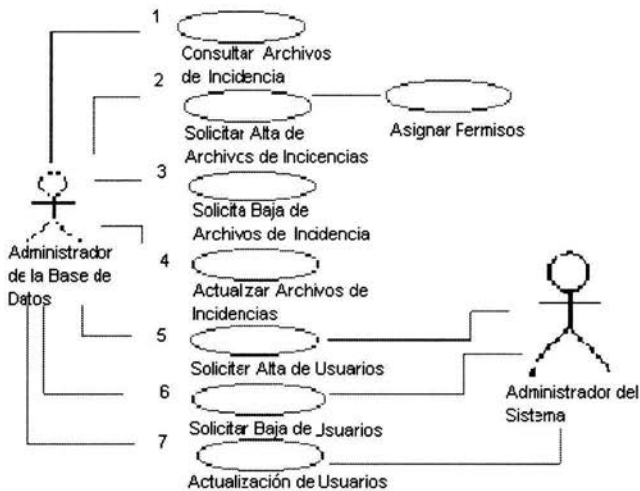 1
Consultar Archivos
de Incidencia
2
Solicitar Alta de
Archivos de Incicencias
Asignar Fermisos
3
Solicita Baja de
Archivos de Incidencia
Administrador
de la Base de
Datos
4
Actualzar Archivos de
Incidencias
5
Solicitar Alta de Usuarios
6
Solicitar Baja de Jsuarios
7
Actualización de Usuarios
Administrador del
Sistema